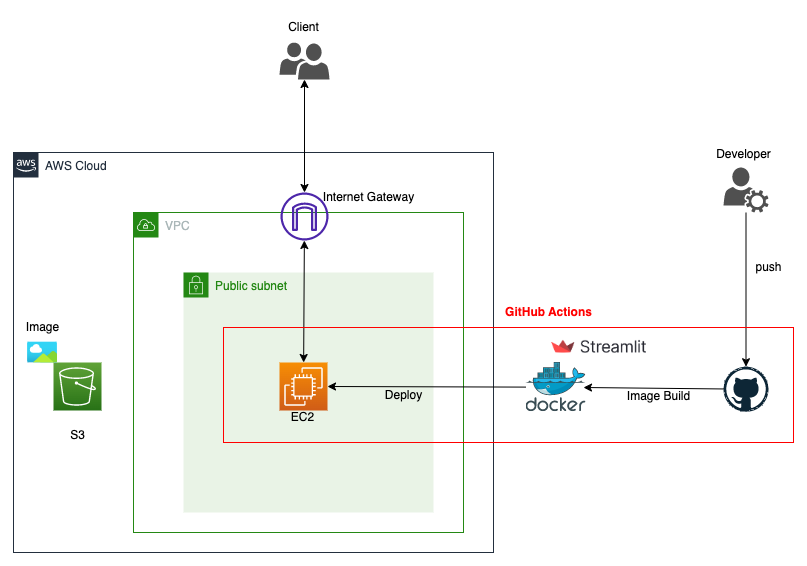 Client
aws
AWS Cloud
Developer
Internet Gateway
VPC
push
Public subnet
GitHub Actions
Image
Streamlit
docker
Deploy
Image Build
EC2
S3